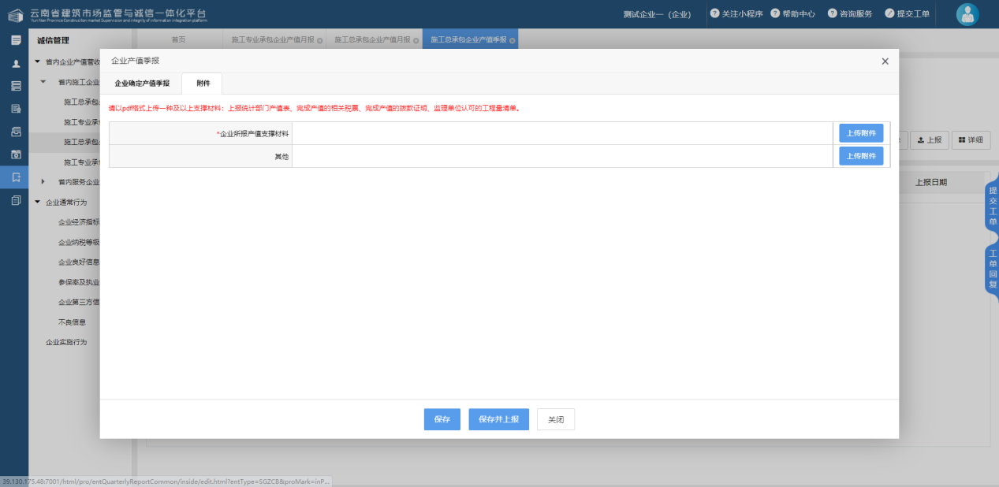 云南省建筑市场监管与诚信一体化平台
Yun Nan Province Construction market Supervision and integrity of information integration platform
测试企业一（企业）
关注小程序
帮助中心
咨询服务
提交工单
诚信管理
首页
施工专业承包企业产值月报
施工总承包企业产值月报
施工总承包企业产值季报
省内企业产值营收
省内施工企业
施工总承包
施工专业承
施工总承包
施工专业承
省内服务企业
企业通常行为
企业经济指标
企业纳税等级
企业良好信息
参保率及执业
企业第三方信
不良信息
企业实施行为
企业产值季报
企业确定产值季报
附件
请以pdf格式上传一种及以上支撑材料：上报统计部门产值表、完成产值的相关税票、完成产值的拨款证明、监理单位认可的工程量清单。
*企业所报产值支撑材料
上传附件
其他
上传附件
保存
保存并上报
关闭
上报
详细
上报日期
提交工单
工单回复
39.130.175.48:7001/html/pro/entQuarterlyReportCommon/inside/edit.html?entType=SGZCB&proMark=inP...